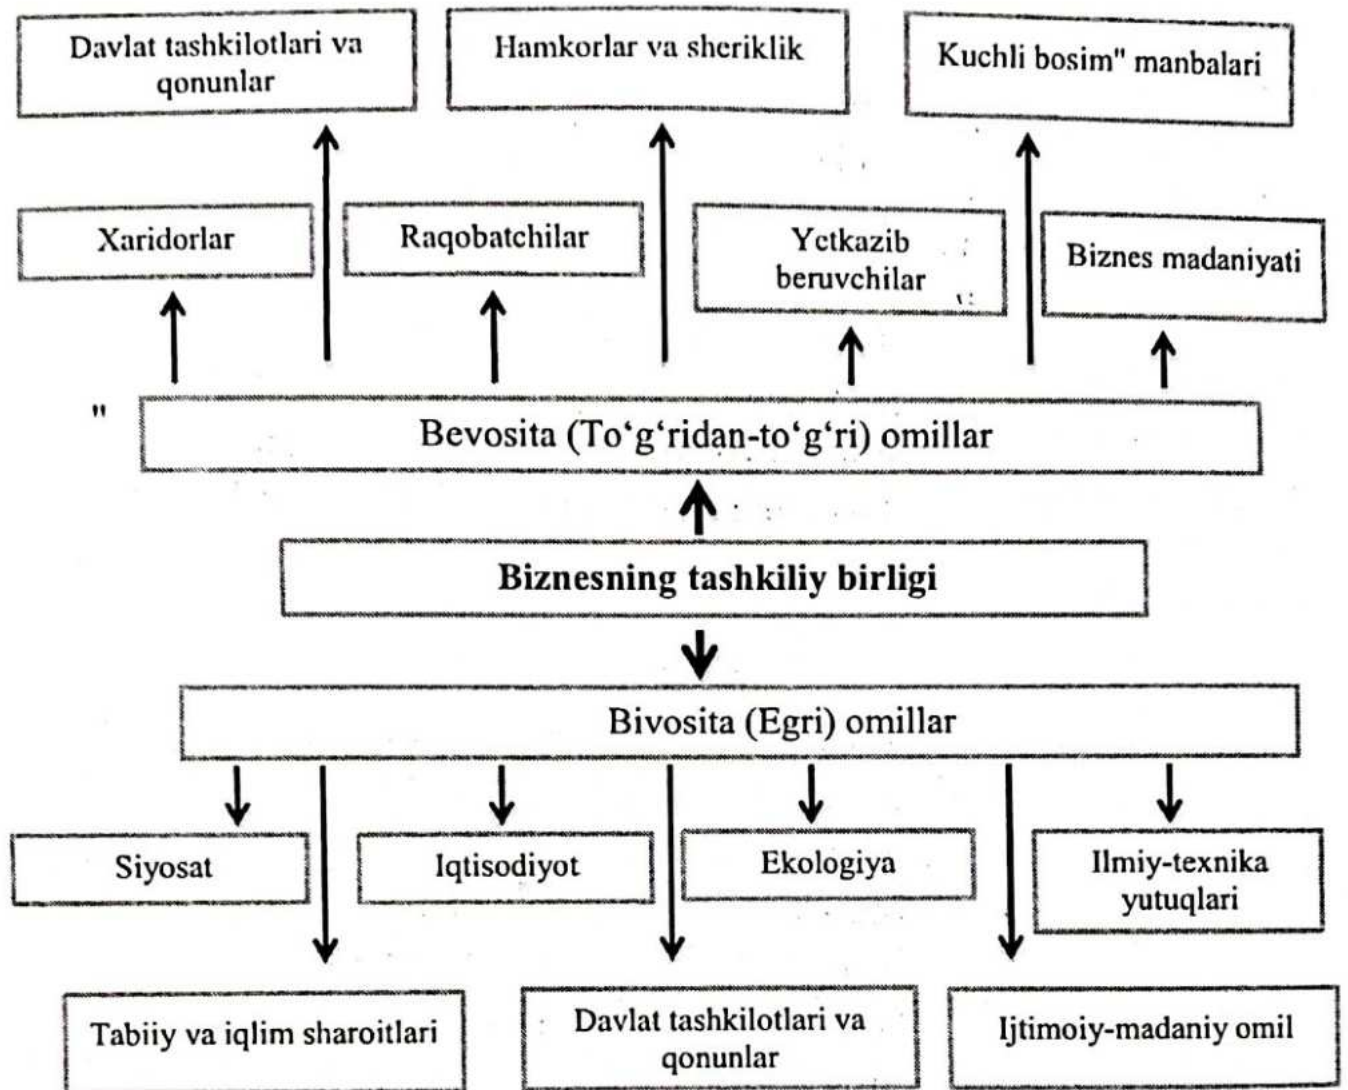 Davlat tashkilotlari va
qonunlar
Hamkorlar va sheriklik
Kuchli bosim" manbalari
Xaridorlar
Raqobatchilar
Yetkazib
beruvchilar
Biznes madaniyati
"
Bevosita (To‘g‘ridan-to‘g‘ri) omillar
Biznesning tashkiliy birligi
Bivosita (Egri) omillar
Siyosat
Iqtisodiyot
Ekologiya
Ilmiy-texnika
yutuqlari
Tabiiy va iqlim sharoitlari
Davlat tashkilotlari va
qonunlar
Ijtimoiy-madaniy omil